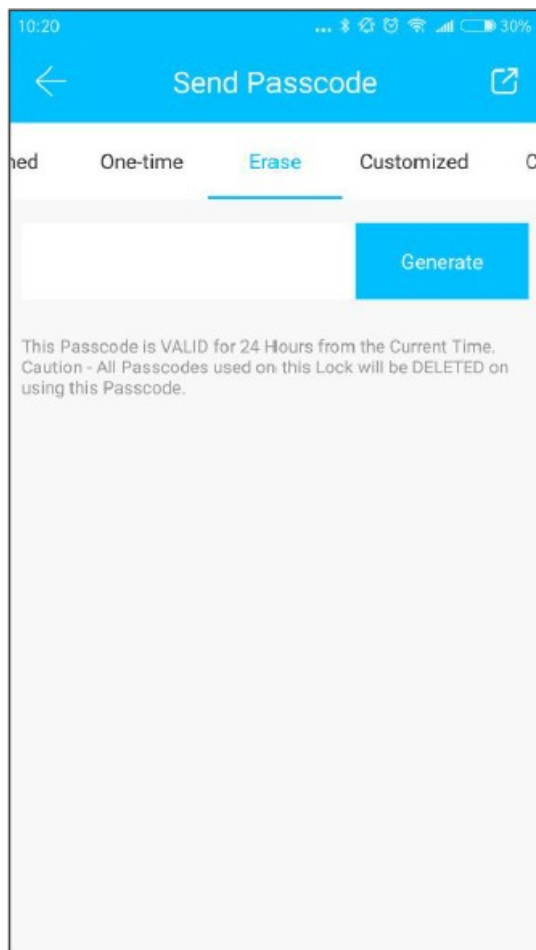 10:20 ... 30%
Send Passcode
ned One-time Erase Customized C
Generate
This Passcode is VALID for 24 Hours from the Current Time.
Caution - All Passcodes used on this Lock will be DELETED on
using this Passcode.